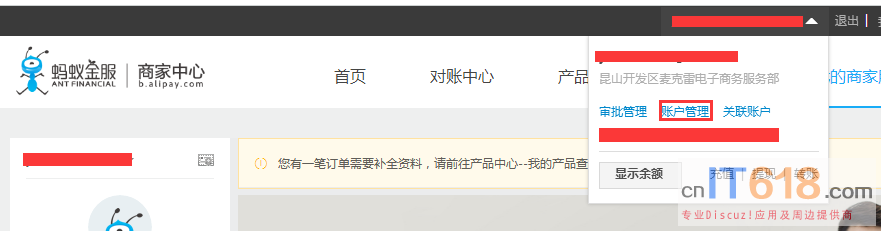 退出 |
蚂蚁金服
ANT FINANCIAL
商家中心
b.alipay.com
首页
对账中心
产品
的商家服
昆山开发区麦克雷电子商务服务部
审批管理 账户管理 关联账户
您有一笔订单需要补全资料，请前往产品中心--我的产品查
显示余额
充值 | 提现 | 转账
cnIT618.com
专业Discuz!应用及周边提供商